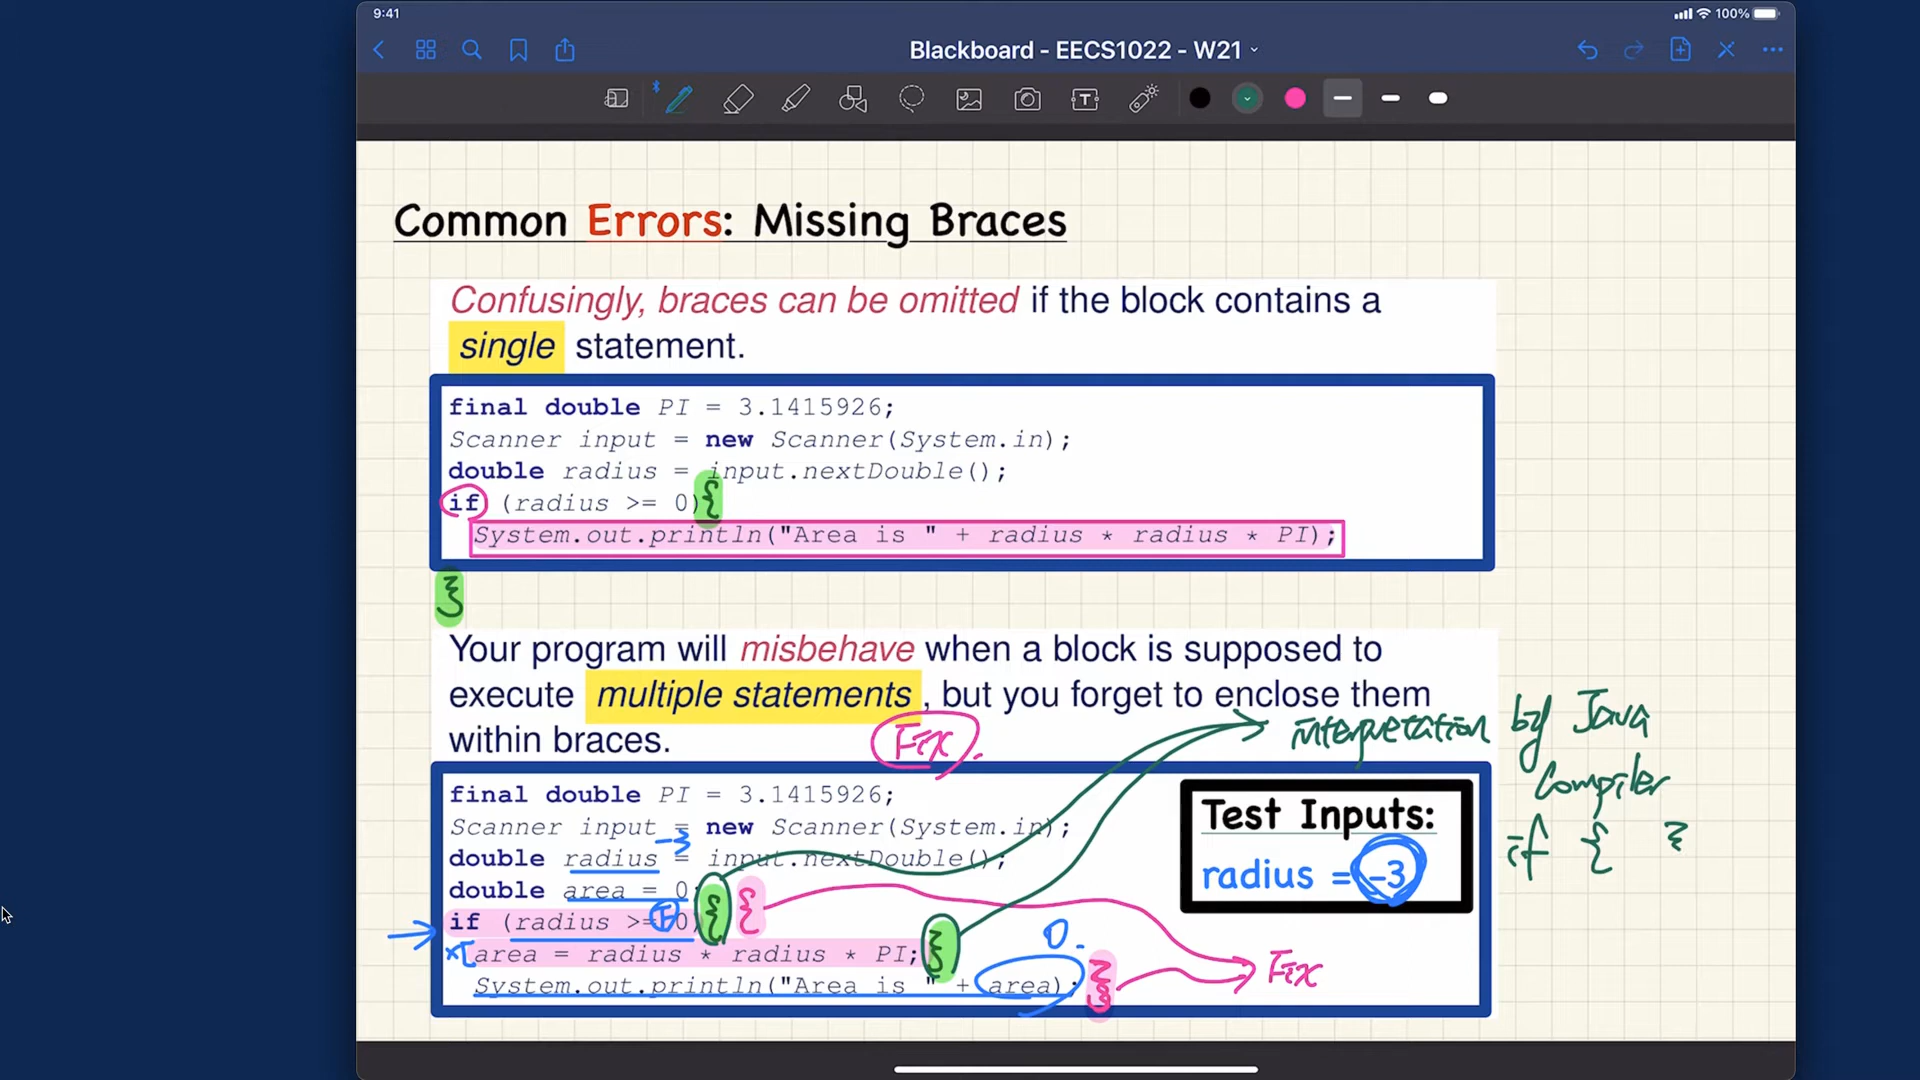 9:41
100%
Blackboard - EECS1022 - W21
Common Errors: Missing Braces
Confusingly, braces can be omitted if the block contains a
single statement.
final double PI = 3.1415926;
Scanner input = new Scanner(System.in);
double radius = input.nextDouble();
if (radius >= 0){
System.out.println("Area is " + radius * radius * PI);
}
Your program will misbehave when a block is supposed to
execute multiple statements, but you forget to enclose them
within braces.
Fix.
interpretation by Java
Compiler
if { }
final double PI = 3.1415926;
Scanner input = new Scanner(System.in);
-3
double radius = input.nextDouble();
double area = 0;
if (radius >= 0) { {
F
×[ area = radius * radius * PI; }
0.
System.out.println("Area is " + area); }
Test Inputs:
radius = -3
Fix